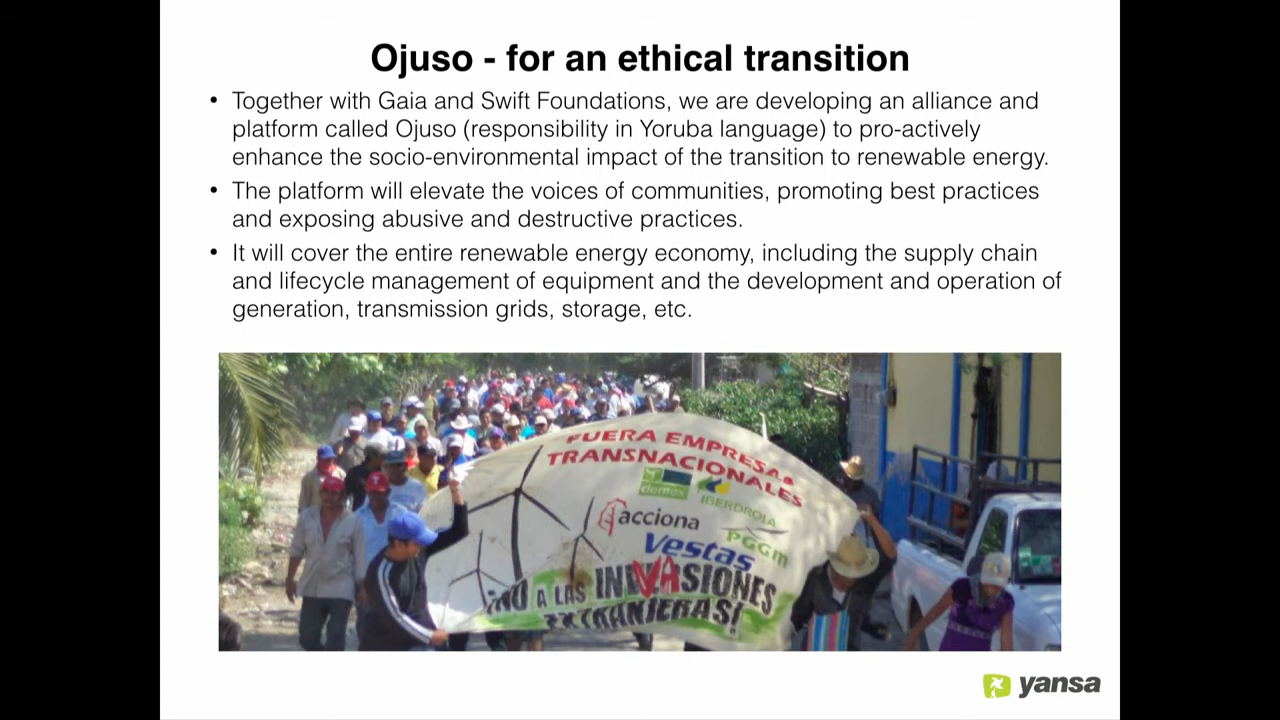 Ojuso - for an ethical transition
• Together with Gaia and Swift Foundations, we are developing an alliance and
platform called Ojuso (responsibility in Yoruba language) to pro-actively
enhance the socio-environmental impact of the transition to renewable energy.
• The platform will elevate the voices of communities, promoting best practices
and exposing abusive and destructive practices.
• It will cover the entire renewable energy economy, including the supply chain
and lifecycle management of equipment and the development and operation of
generation, transmission grids, storage, etc.
FUERA EMPRESAS
TRANSNACIONALES
demex IBERDROLA
acciona
PGGM
Vestas
¡NO A LAS INVASIONES
EXTRANJERAS!
yansa